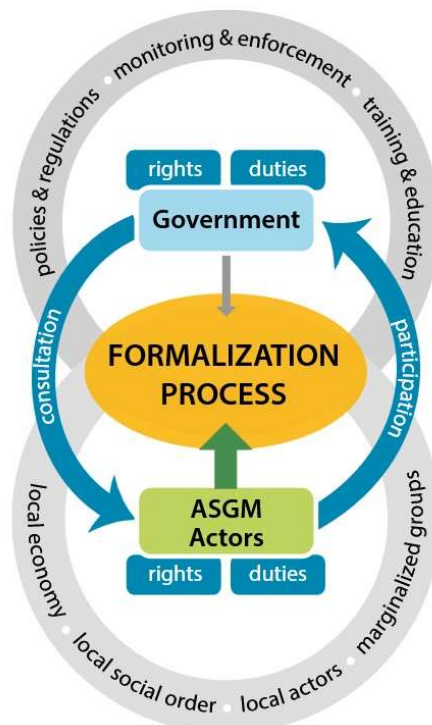 policies & regulations • monitoring & enforcement • training & education
rights
duties
Government
consultation
participation
FORMALIZATION
PROCESS
ASGM
Actors
rights
duties
local economy • local social order • local actors • marginalized groups